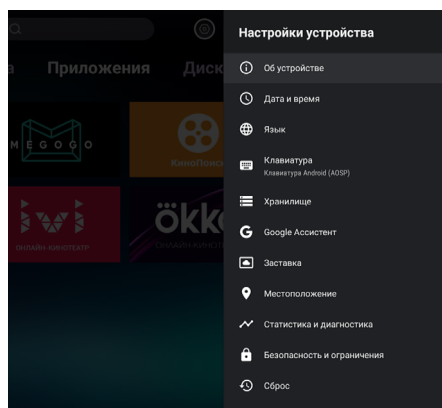 Настройки устройства
Приложения
Диск
Об устройстве
Дата и время
Язык
Клавиатура
Клавиатура Android (AOSP)
Хранилище
Google Ассистент
Заставка
Местоположение
Статистика и диагностика
Безопасность и ограничения
Сброс
MEGOGO
КиноПоиск
ivi
ОНЛАЙН-КИНОТЕАТР
ökk
ОНЛАЙН-КИНОТ